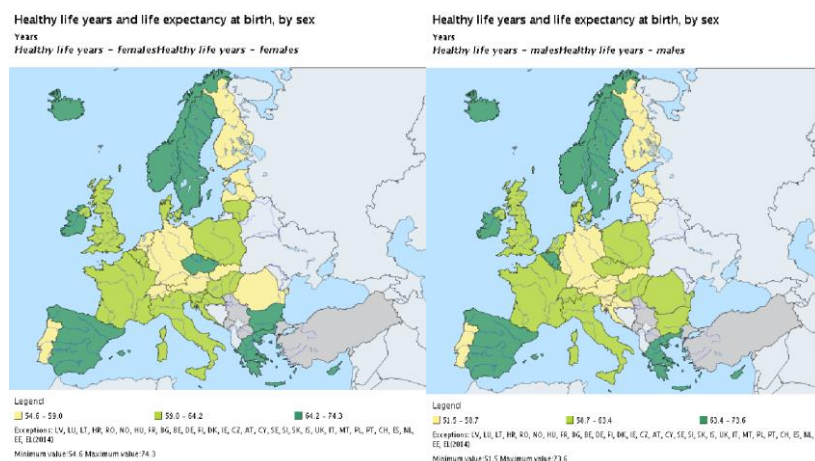 Healthy life years and life expectancy at birth, by sex
Years
Healthy life years - femalesHealthy life years - females
Legend
54.6 - 59.0
59.0 - 64.2
64.2 - 74.3
Exceptions: LV, LU, LT, HR, RO, NO, HU, FR, BG, BE, DE, FI, DK, IE, CZ, AT, CY, SE, SI, SK, IS, UK, IT, MT, PL, PT, CH, ES, NL,
EE, EL(2014)
Minimum value:54.6 Maximum value:74.3
Healthy life years and life expectancy at birth, by sex
Years
Healthy life years - malesHealthy life years - males
Legend
51.5 - 58.7
58.7 - 63.4
63.4 - 73.6
Exceptions: LV, LU, LT, HR, RO, NO, HU, FR, BG, BE, DE, FI, DK, IE, CZ, AT, CY, SE, SI, SK, IS, UK, IT, MT, PL, PT, CH, ES, NL,
EE, EL(2014)
Minimum value:51.5 Maximum value:73.6